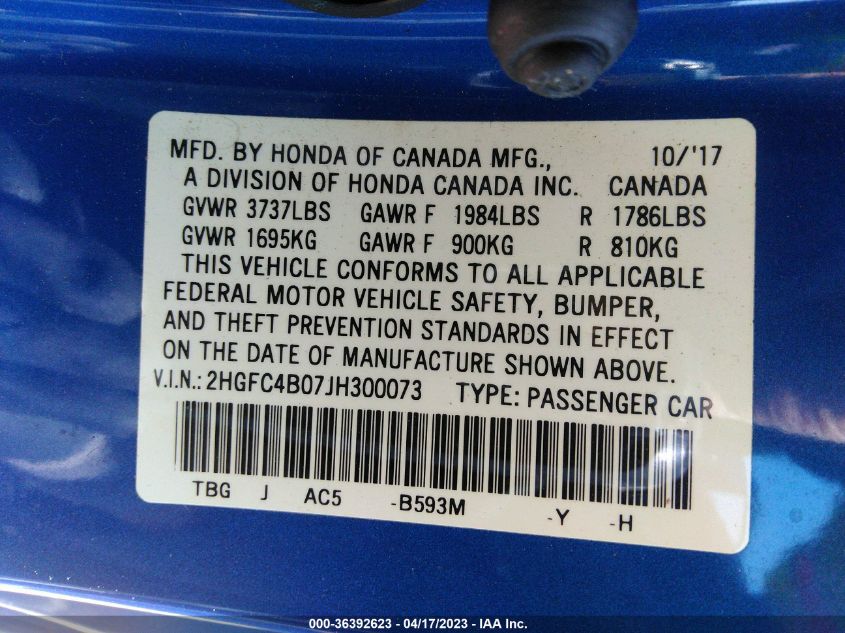 MFD. BY HONDA OF CANADA MFG., 10/'17
A DIVISION OF HONDA CANADA INC. CANADA
GVWR 3737LBS GAWR F 1984LBS R 1786LBS
GVWR 1695KG GAWR F 900KG R 810KG
THIS VEHICLE CONFORMS TO ALL APPLICABLE
FEDERAL MOTOR VEHICLE SAFETY, BUMPER,
AND THEFT PREVENTION STANDARDS IN EFFECT
ON THE DATE OF MANUFACTURE SHOWN ABOVE.
V.I.N.: 2HGFC4B07JH300073 TYPE: PASSENGER CAR
TBG J AC5 -B593M -Y -H
000-36392623 - 04/17/2023 - IAA Inc.